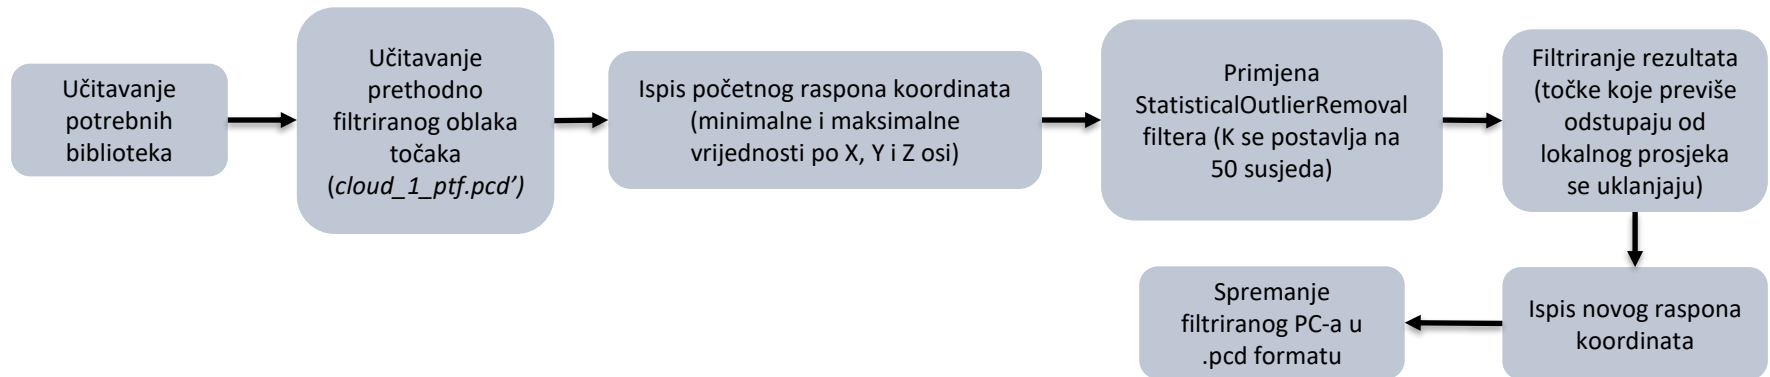 Učitavanje
potrebnih
biblioteka
Učitavanje
prethodno
filtriranog oblaka
točaka
(cloud_1_ptf.pcd’)
Ispis početnog raspona koordinata
(minimalne i maksimalne
vrijednosti po X, Y i Z osi)
Primjena
StatisticalOutlierRemoval
filtera (K se postavlja na
50 susjeda)
Filtriranje rezultata
(točke koje previše
odstupaju od
lokalnog prosjeka
se uklanjaju)
Ispis novog raspona
koordinata
Spremanje
filtriranog PC-a u
.pcd formatu